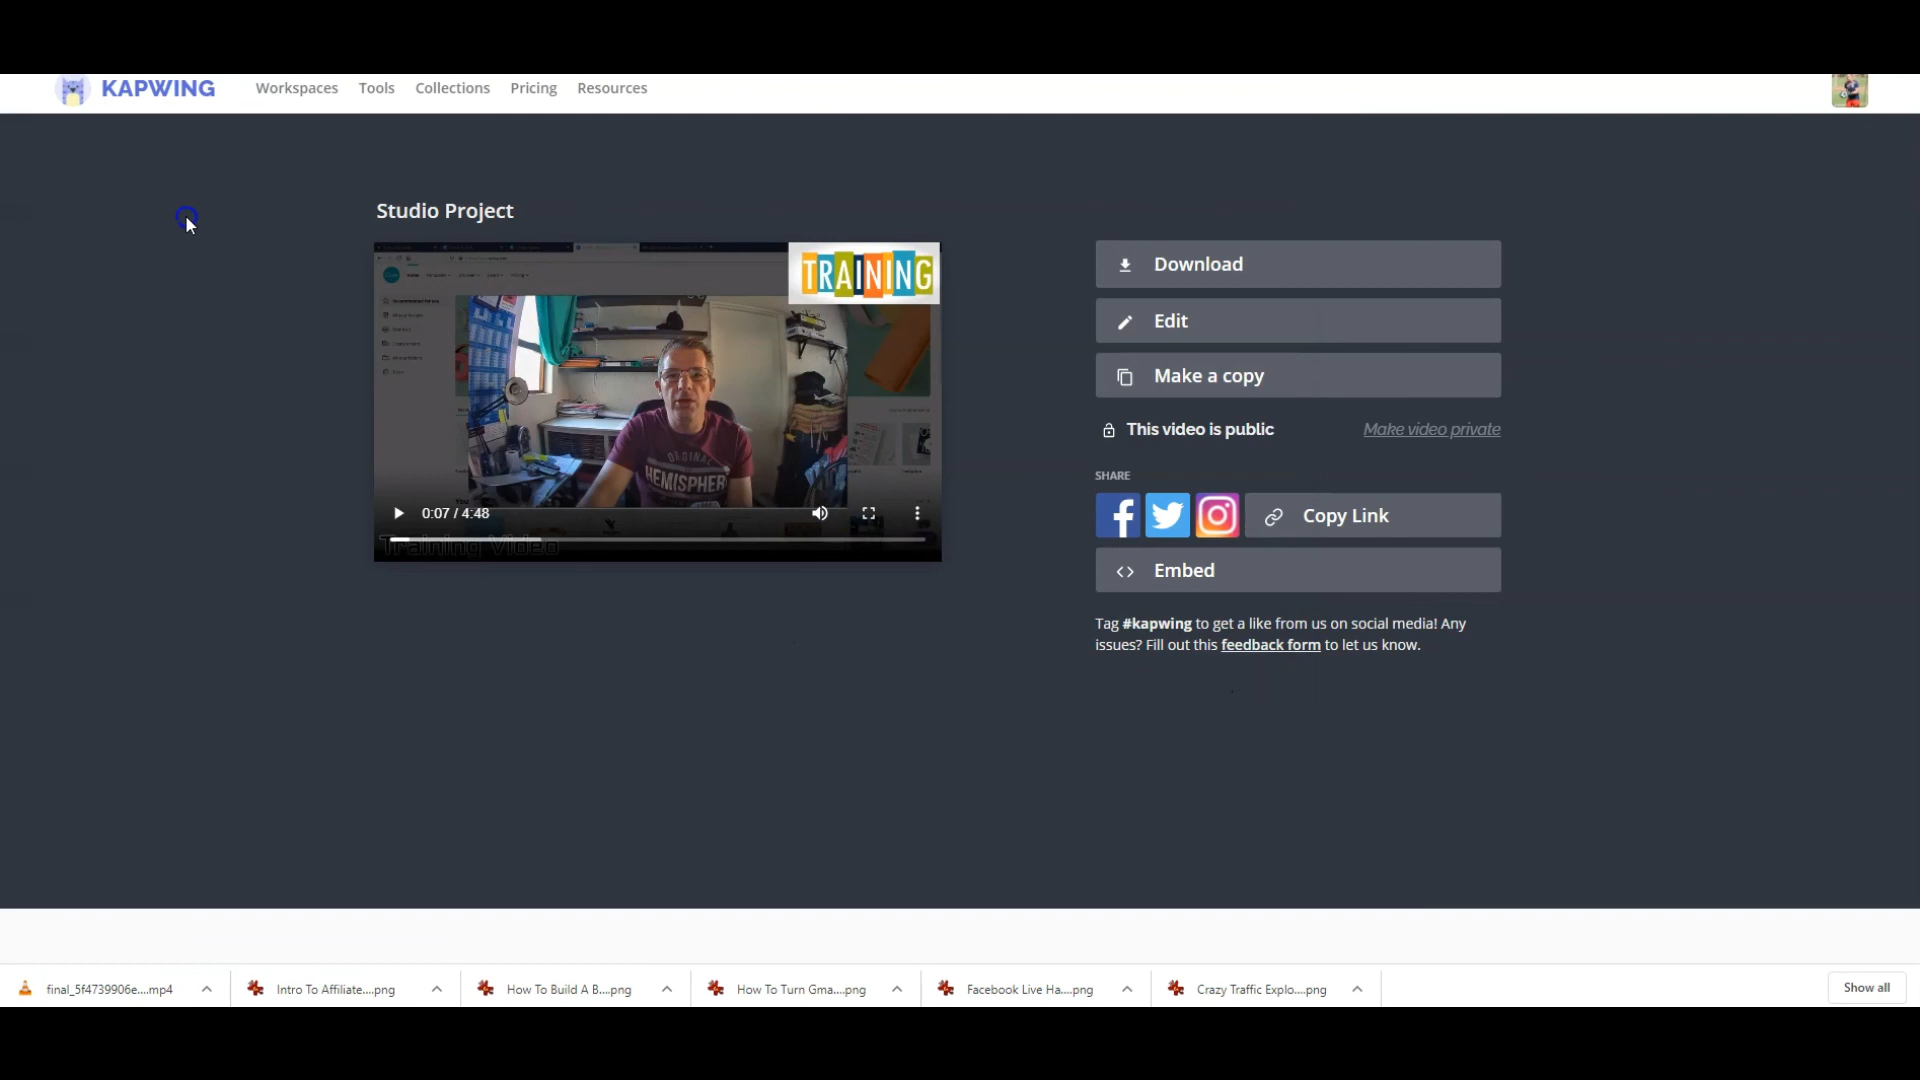 KAPWING
Workspaces
Tools
Collections
Pricing
Resources
Studio Project
TRAINING
ORIGINAL
HEMISPHER
0:07 / 4:48
Training Video
Download
Edit
Make a copy
This video is public
Make video private
SHARE
Copy Link
Embed
Tag #kapwing to get a like from us on social media! Any
issues? Fill out this feedback form to let us know.
final_5f4739906e....mp4
Intro To Affiliate....png
How To Build A B....png
How To Turn Gma....png
Facebook Live Ha....png
Crazy Traffic Explo....png
Show all